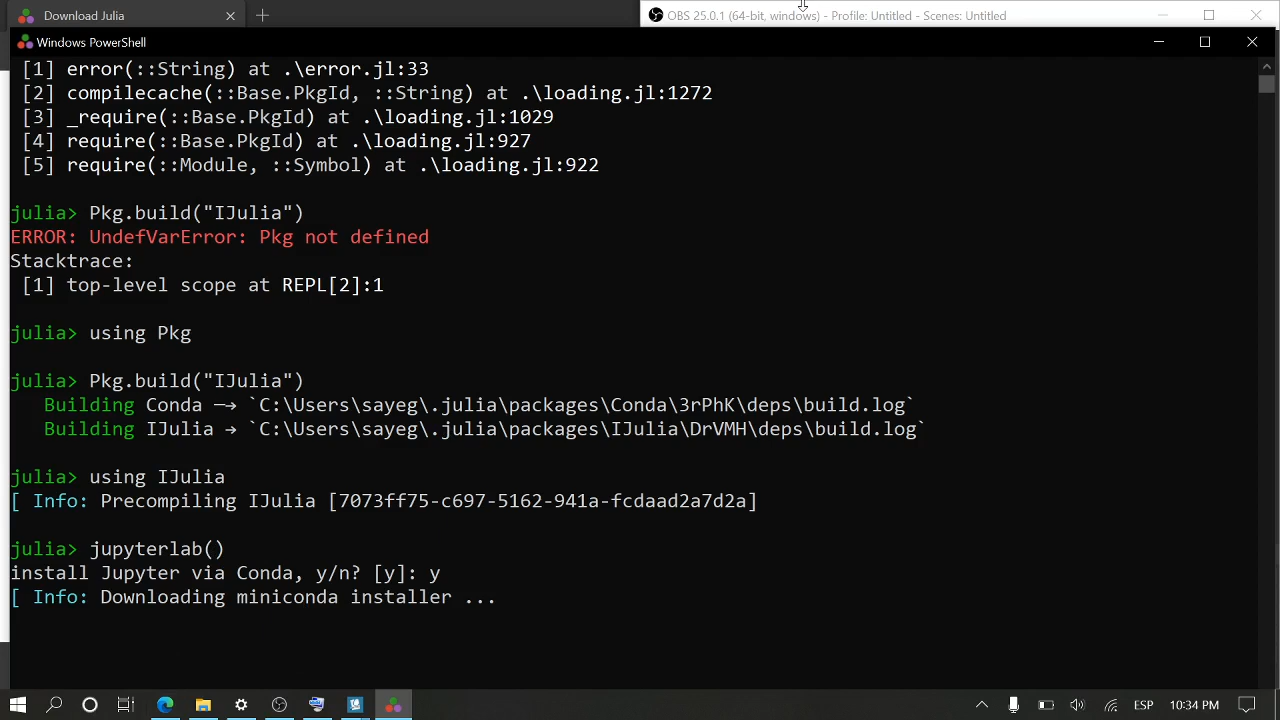 Download Julia
OBS 25.0.1 (64-bit, windows) - Profile: Untitled - Scenes: Untitled
Windows PowerShell
[1] error(::String) at .\error.jl:33
[2] compilecache(::Base.PkgId, ::String) at .\loading.jl:1272
[3] _require(::Base.PkgId) at .\loading.jl:1029
[4] require(::Base.PkgId) at .\loading.jl:927
[5] require(::Module, ::Symbol) at .\loading.jl:922
julia> Pkg.build("IJulia")
ERROR: UndefVarError: Pkg not defined
Stacktrace:
[1] top-level scope at REPL[2]:1
julia> using Pkg
julia> Pkg.build("IJulia")
Building Conda ─→ `C:\Users\sayeg\.julia\packages\Conda\3rPhK\deps\build.log`
Building IJulia → `C:\Users\sayeg\.julia\packages\IJulia\DrVMH\deps\build.log`
julia> using IJulia
[ Info: Precompiling IJulia [7073ff75-c697-5162-941a-fcdaad2a7d2a]
julia> jupyterlab()
install Jupyter via Conda, y/n? [y]: y
[ Info: Downloading miniconda installer ...
ESP
10:34 PM